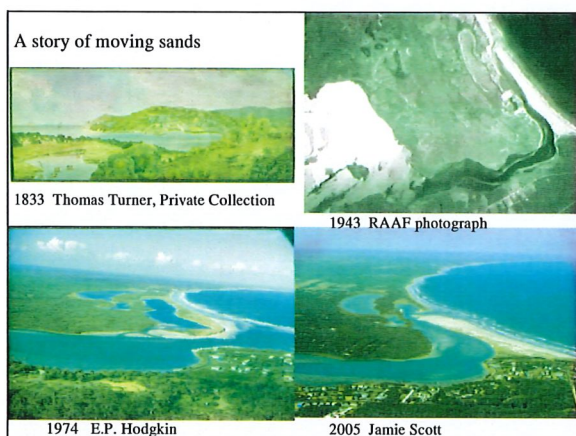 A story of moving sands
1833 Thomas Turner, Private Collection
1943 RAAF photograph
1974 E.P. Hodgkin
2005 Jamie Scott